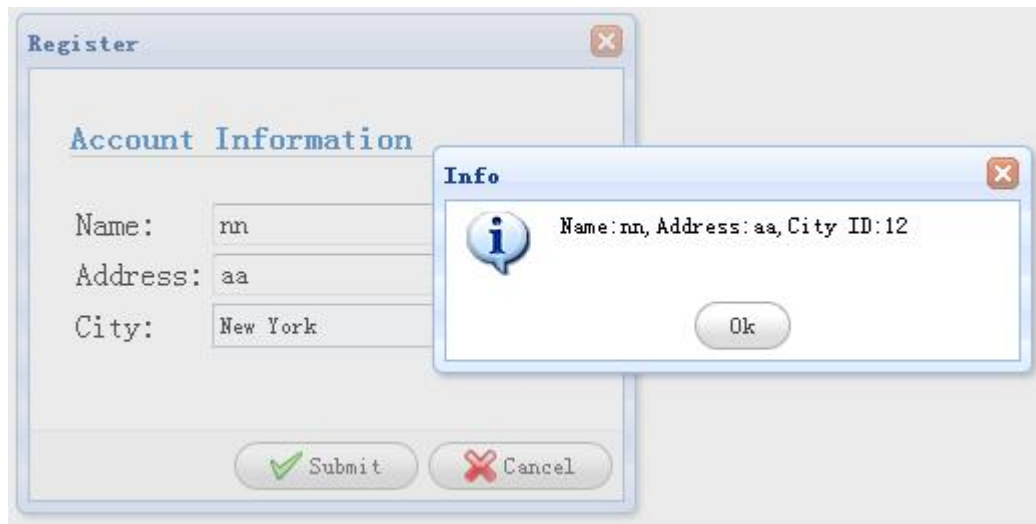 Register
Account Information
Name: nn
Address: aa
City: New York
Submit Cancel
Info
Name:nn,Address:aa,City ID:12
Ok